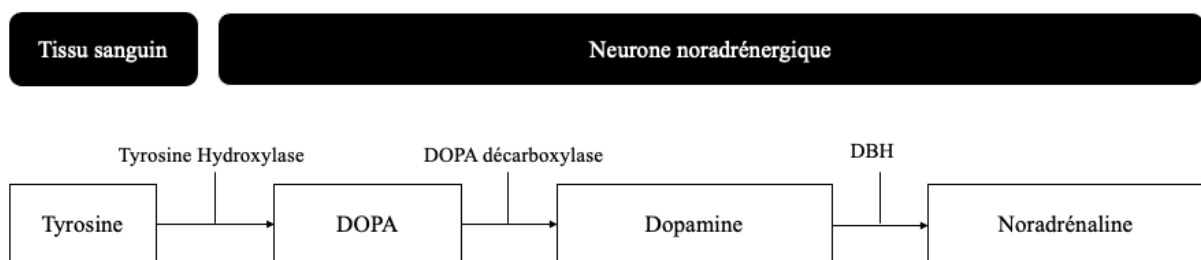 Tissu sanguin
Neurone noradrénergique
Tyrosine Hydroxylase
DOPA décarboxylase
DBH
Tyrosine
DOPA
Dopamine
Noradrénaline